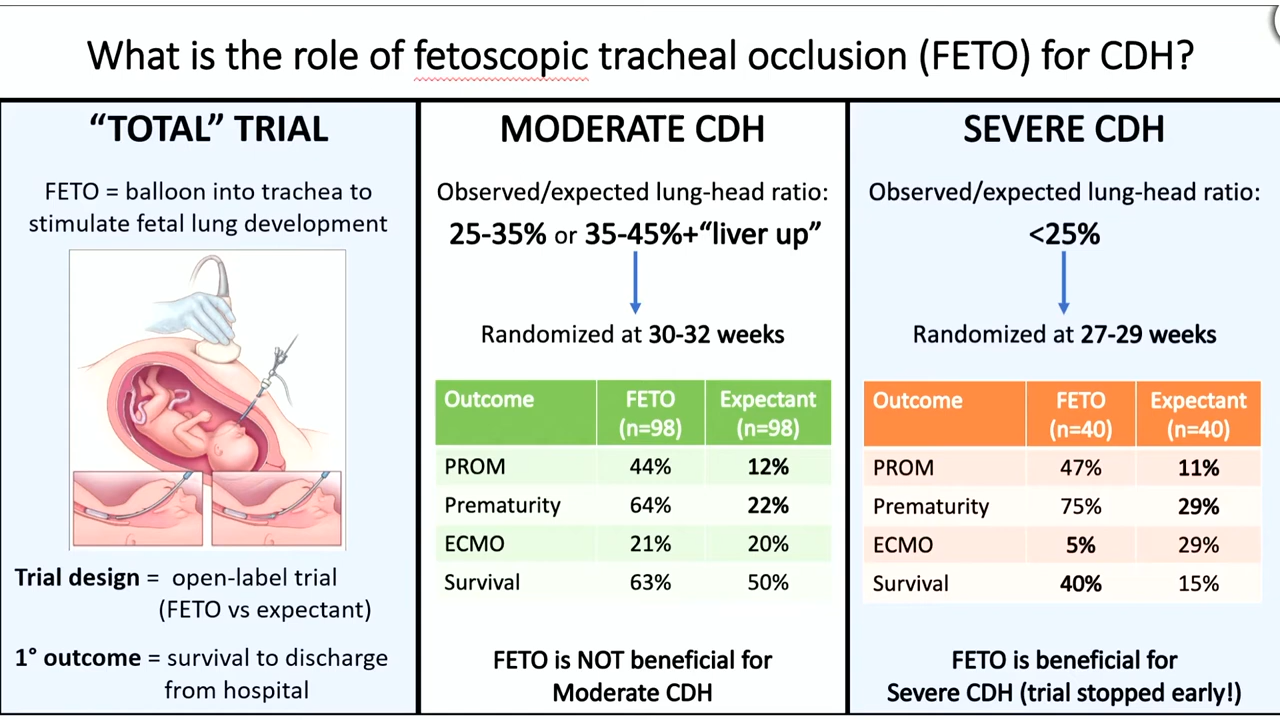 What is the role of fetoscopic tracheal occlusion (FETO) for CDH?
“TOTAL” TRIAL
FETO = balloon into trachea to
stimulate fetal lung development
Trial design = open-label trial
(FETO vs expectant)
1° outcome = survival to discharge
from hospital
MODERATE CDH
Observed/expected lung-head ratio:
25-35% or 35-45%+“liver up”
Randomized at 30-32 weeks
Outcome FETO Expectant
(n=98) (n=98)
PROM 44% 12%
Prematurity 64% 22%
ECMO 21% 20%
Survival 63% 50%
FETO is NOT beneficial for
Moderate CDH
SEVERE CDH
Observed/expected lung-head ratio:
<25%
Randomized at 27-29 weeks
Outcome FETO Expectant
(n=40) (n=40)
PROM 47% 11%
Prematurity 75% 29%
ECMO 5% 29%
Survival 40% 15%
FETO is beneficial for
Severe CDH (trial stopped early!)